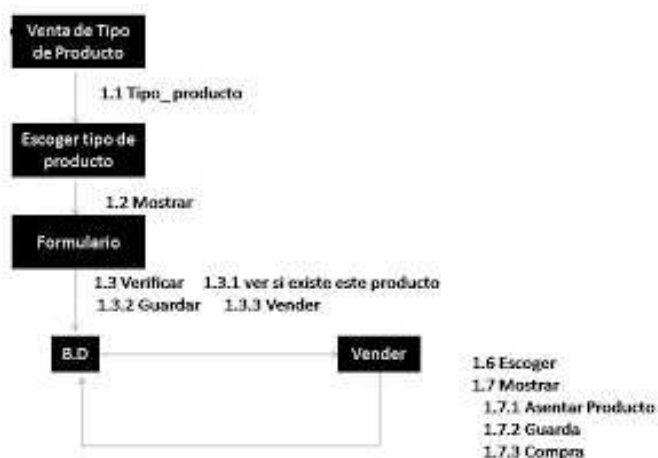 Venta de Tipo
de Producto
1.1 Tipo_producto
Escoger tipo de
producto
1.2 Mostrar
Formulario
1.3 Verificar 1.3.1 ver si existe este producto
1.3.2 Guardar 1.3.3 Vender
B.D
Vender
1.6 Escoger
1.7 Mostrar
1.7.1 Asentar Producto
1.7.2 Guarda
1.7.3 Compra